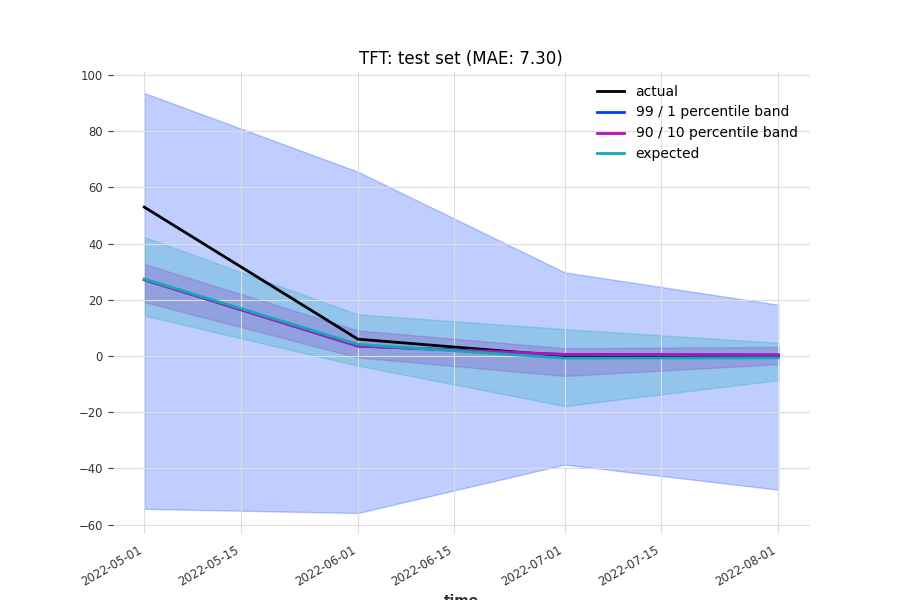 TFT: test set (MAE: 7.30)
100
80
60
40
20
0
−20
−40
−60
actual
99 / 1 percentile band
90 / 10 percentile band
expected
2022-05-01
2022-05-15
2022-06-01
2022-06-15
2022-07-01
2022-07-15
2022-08-01
time